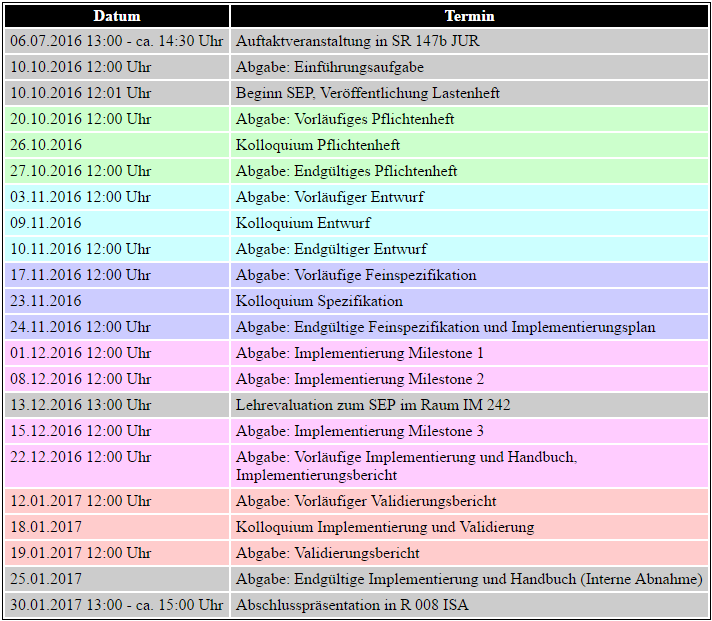 Datum Termin
06.07.2016 13:00 - ca. 14:30 Uhr Auftaktveranstaltung in SR 147b JUR
10.10.2016 12:00 Uhr Abgabe: Einführungsaufgabe
10.10.2016 12:01 Uhr Beginn SEP, Veröffentlichung Lastenheft
20.10.2016 12:00 Uhr Abgabe: Vorläufiges Pflichtenheft
26.10.2016 Kolloquium Pflichtenheft
27.10.2016 12:00 Uhr Abgabe: Endgültiges Pflichtenheft
03.11.2016 12:00 Uhr Abgabe: Vorläufiger Entwurf
09.11.2016 Kolloquium Entwurf
10.11.2016 12:00 Uhr Abgabe: Endgültiger Entwurf
17.11.2016 12:00 Uhr Abgabe: Vorläufige Feinspezifikation
23.11.2016 Kolloquium Spezifikation
24.11.2016 12:00 Uhr Abgabe: Endgültige Feinspezifikation und Implementierungsplan
01.12.2016 12:00 Uhr Abgabe: Implementierung Milestone 1
08.12.2016 12:00 Uhr Abgabe: Implementierung Milestone 2
13.12.2016 13:00 Uhr Lehrevaluation zum SEP im Raum IM 242
15.12.2016 12:00 Uhr Abgabe: Implementierung Milestone 3
22.12.2016 12:00 Uhr Abgabe: Vorläufige Implementierung und Handbuch,
Implementierungsbericht
12.01.2017 12:00 Uhr Abgabe: Vorläufiger Validierungsbericht
18.01.2017 Kolloquium Implementierung und Validierung
19.01.2017 12:00 Uhr Abgabe: Validierungsbericht
25.01.2017 Abgabe: Endgültige Implementierung und Handbuch (Interne Abnahme)
30.01.2017 13:00 - ca. 15:00 Uhr Abschlusspräsentation in R 008 ISA